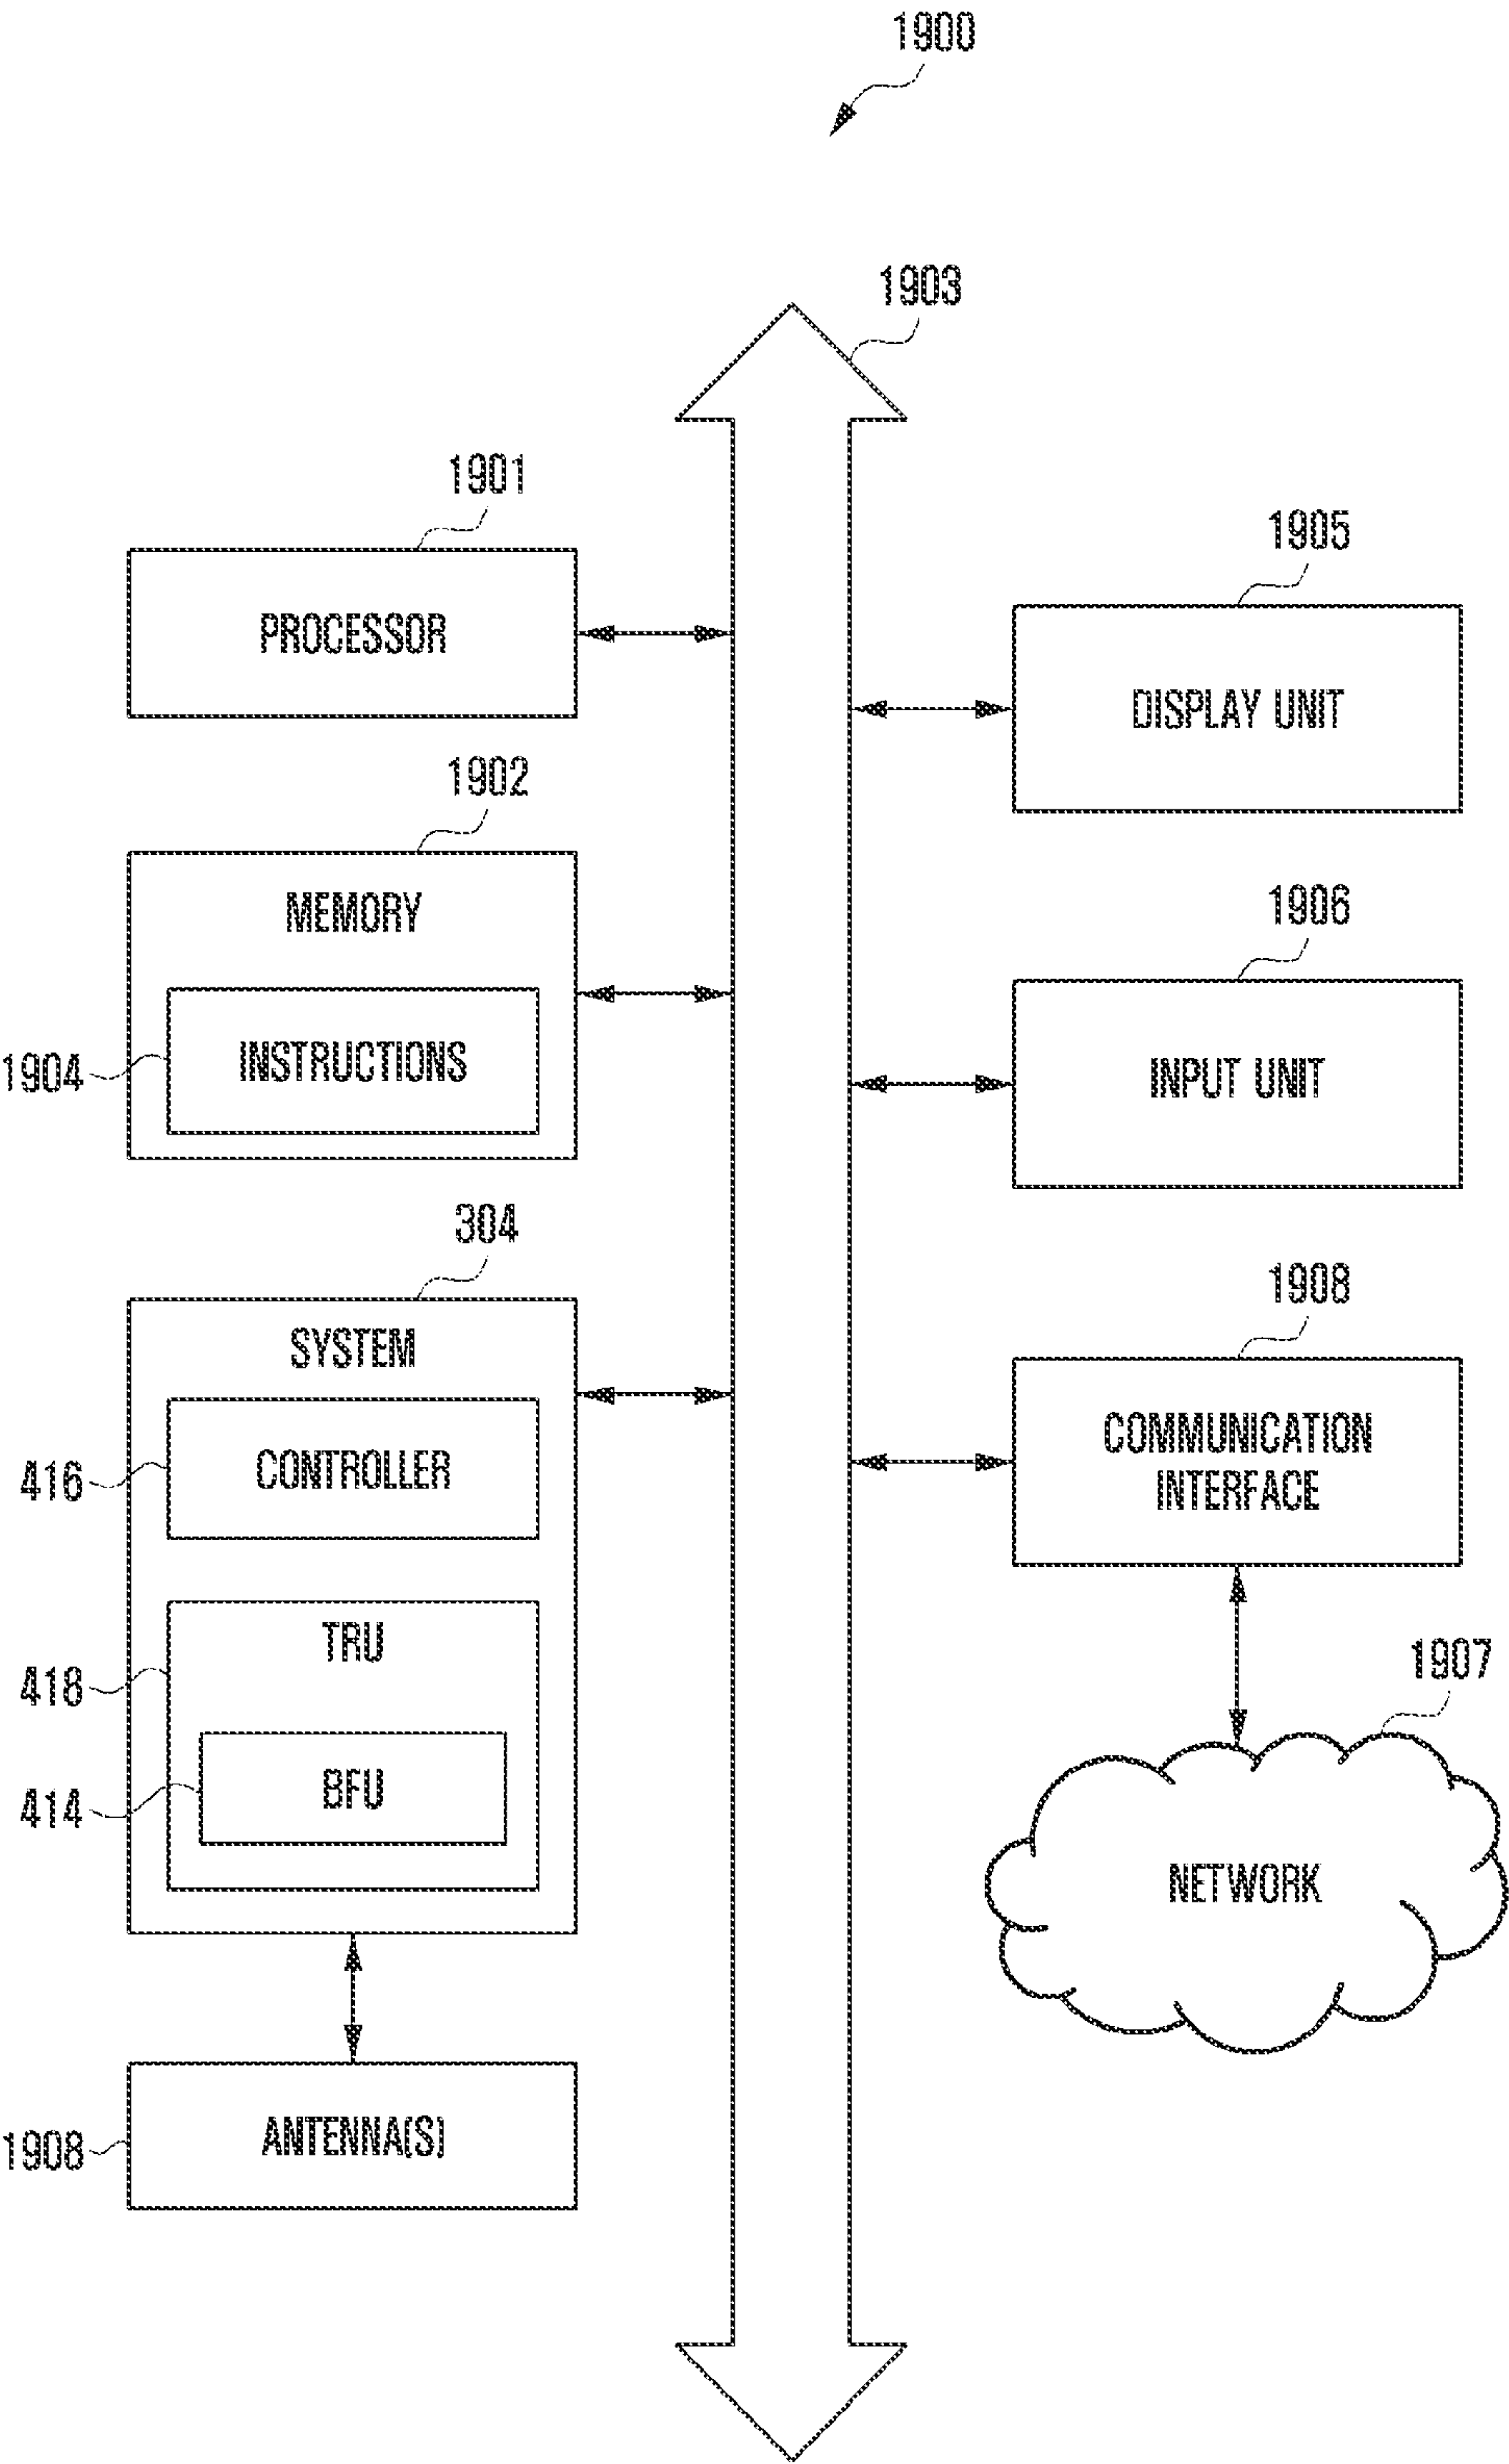 1900
1903
1901
PROCESSOR
1905
DISPLAY UNIT
1902
MEMORY
1904
INSTRUCTIONS
1906
INPUT UNIT
304
SYSTEM
416
CONTROLLER
418
TRU
414
BFU
1908
COMMUNICATION
INTERFACE
1907
NETWORK
1908
ANTENNA(S)